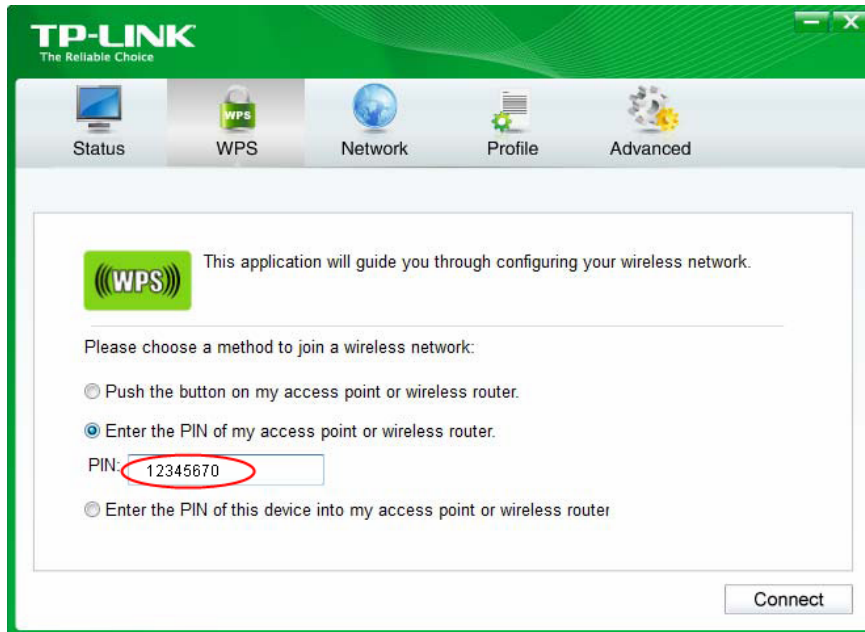 TP-LINK
The Reliable Choice
Status WPS Network Profile Advanced
WPS
(((WPS)))
This application will guide you through configuring your wireless network.
Please choose a method to join a wireless network:
Push the button on my access point or wireless router.
Enter the PIN of my access point or wireless router.
PIN: 12345670
Enter the PIN of this device into my access point or wireless router
Connect